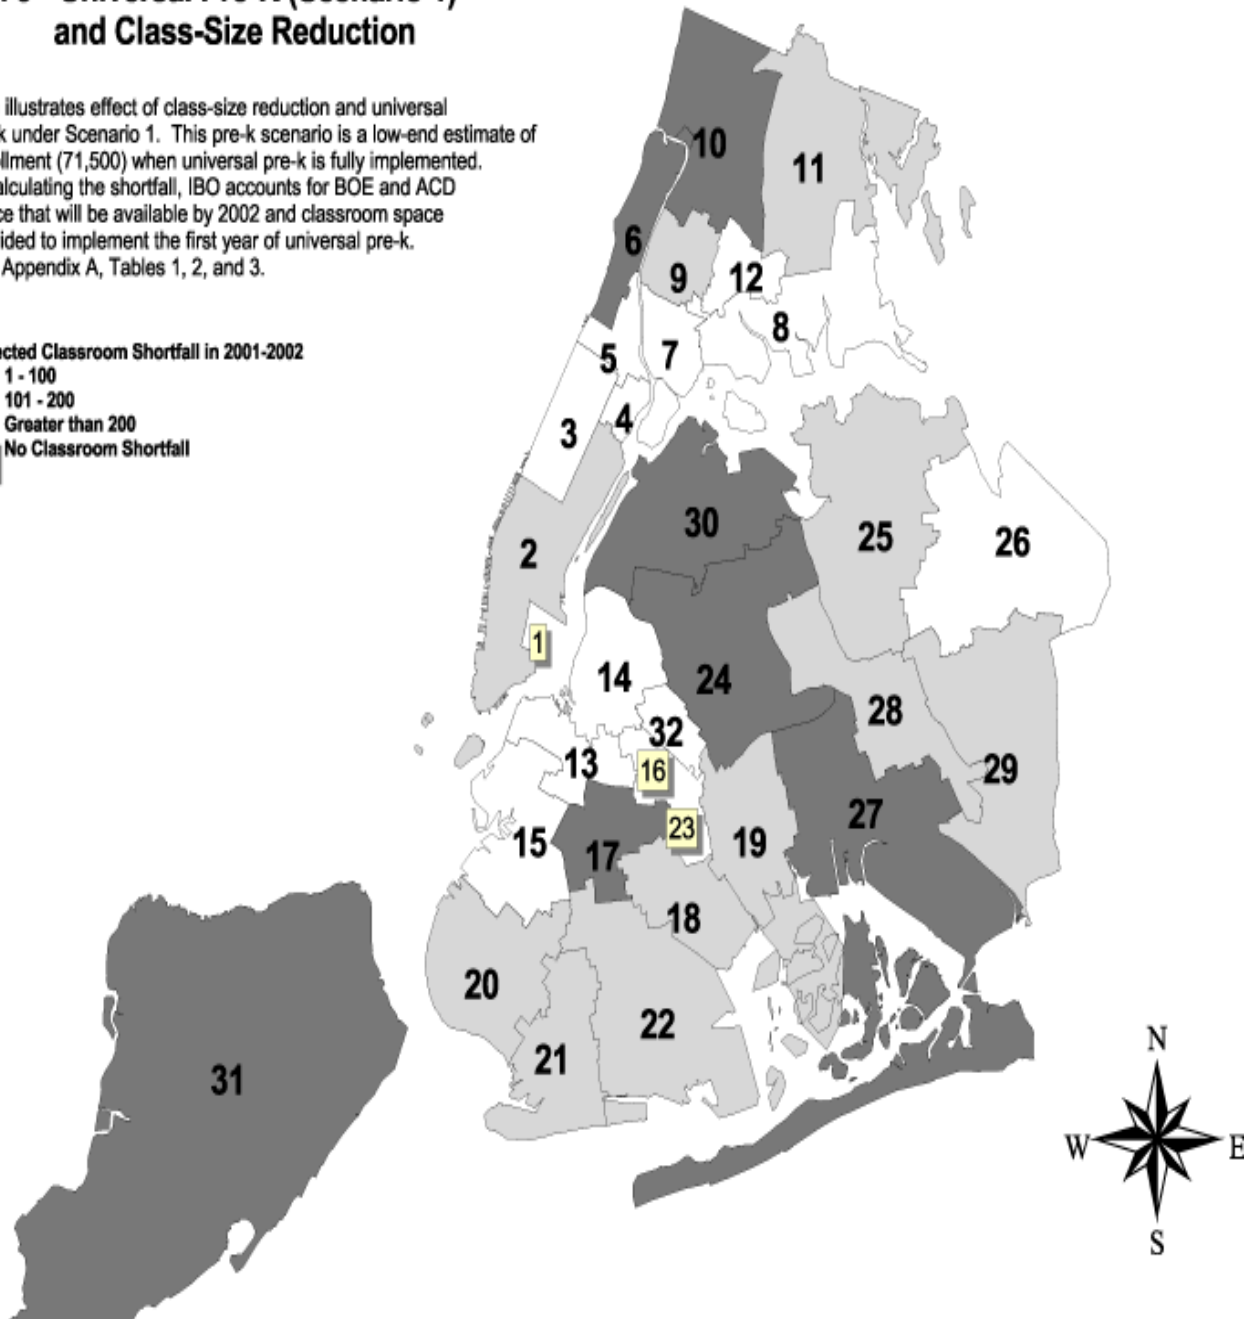 and Class-Size Reduction
illustrates effect of class-size reduction and universal
k under Scenario 1. This pre-k scenario is a low-end estimate of
llment (71,500) when universal pre-k is fully implemented.
alculating the shortfall, IBO accounts for BOE and ACD
ce that will be available by 2002 and classroom space
ided to implement the first year of universal pre-k.
Appendix A, Tables 1, 2, and 3.
ected Classroom Shortfall in 2001-2002
1 - 100
101 - 200
Greater than 200
No Classroom Shortfall
10
11
6
9
12
8
5
7
4
3
30
25
26
2
1
14
24
28
32
13
16
29
23
27
15
17
19
18
20
22
21
31
N
W
E
S